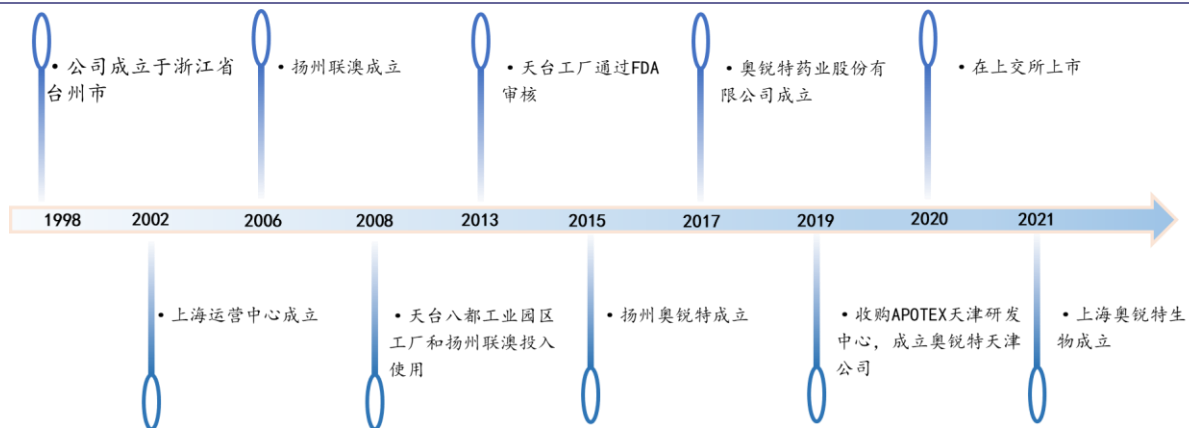 • 公司成立于浙江省
台州市
• 扬州联澳成立
• 天台工厂通过FDA
审核
• 奥锐特药业股份有
限公司成立
• 在上交所上市
1998 2002 2006 2008 2013 2015 2017 2019 2020 2021
• 上海运营中心成立
• 天台八都工业园区
工厂和扬州联澳投入
使用
• 扬州奥锐特成立
• 收购APOTEX天津研发
中心，成立奥锐特天津
公司
• 上海奥锐特生
物成立